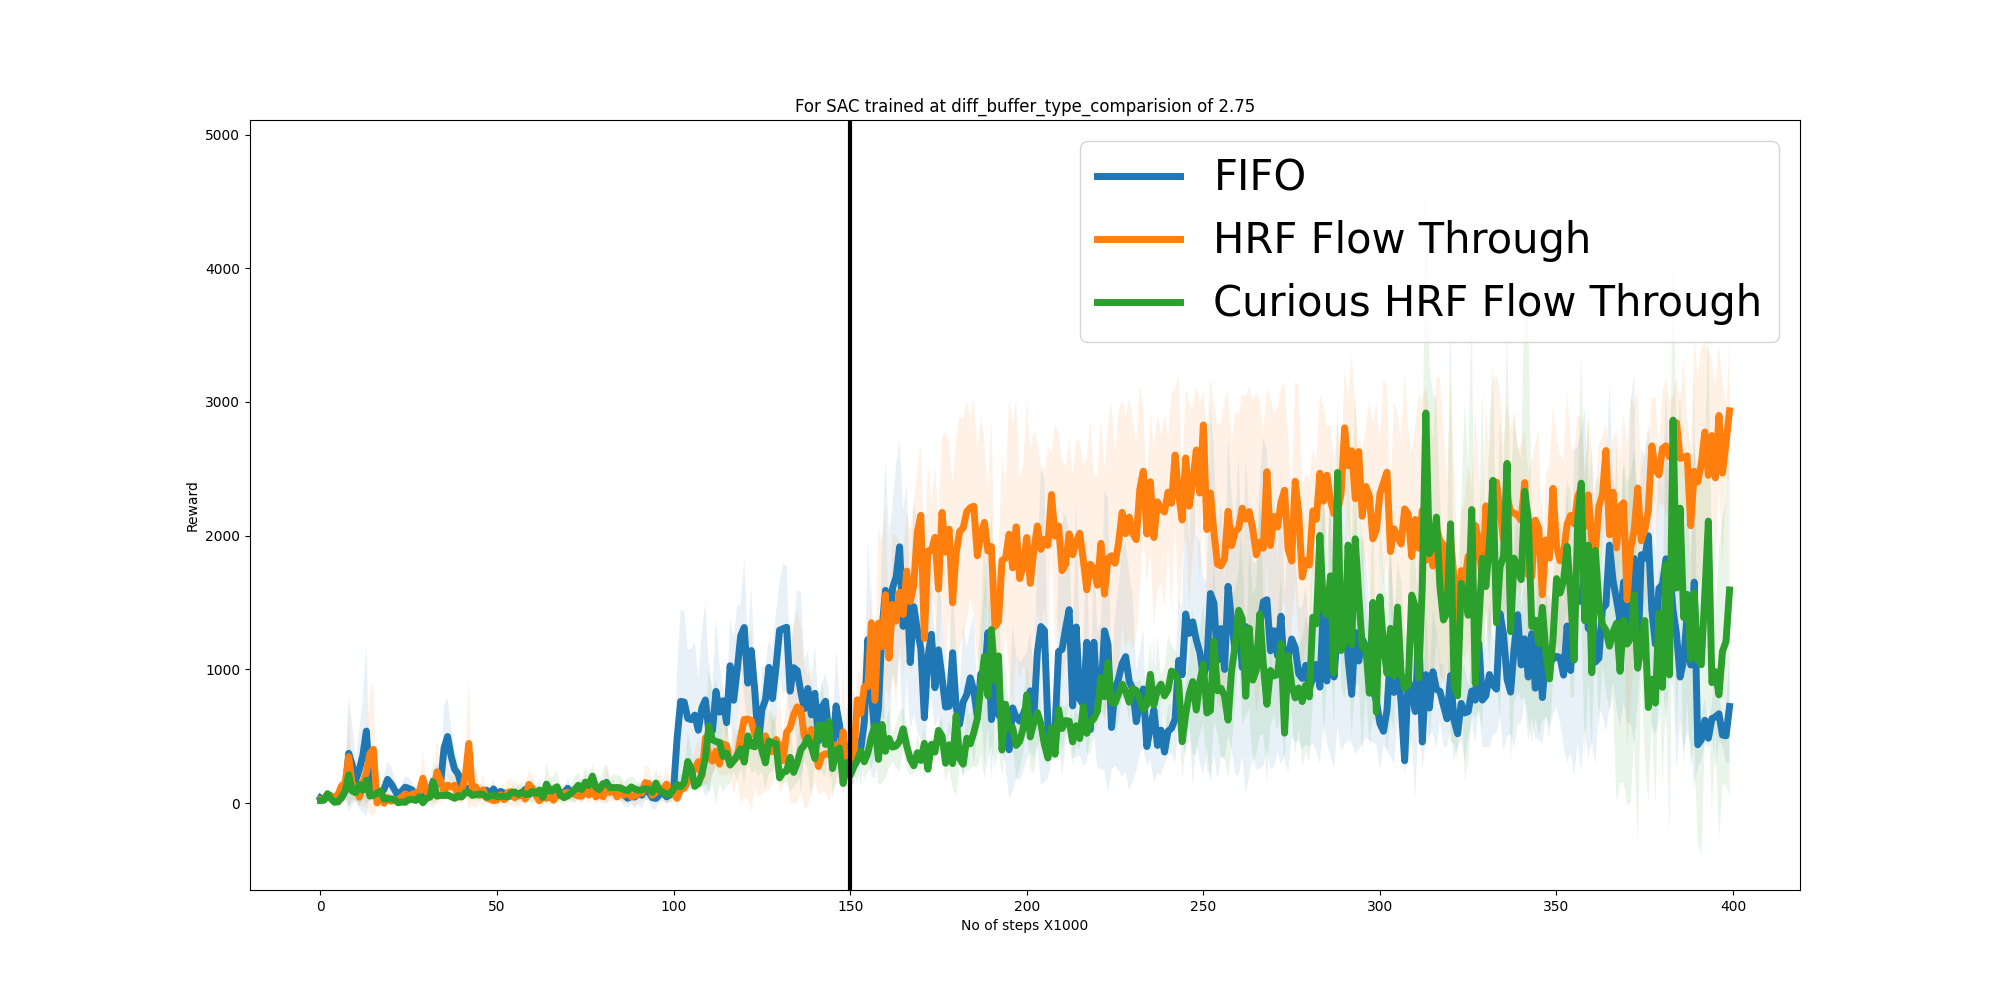 For SAC trained at diff_buffer_type_comparision of 2.75
FIFO
HRF Flow Through
Curious HRF Flow Through
5000
4000
3000
2000
1000
0
Reward
0 50 100 150 200 250 300 350 400
No of steps X1000